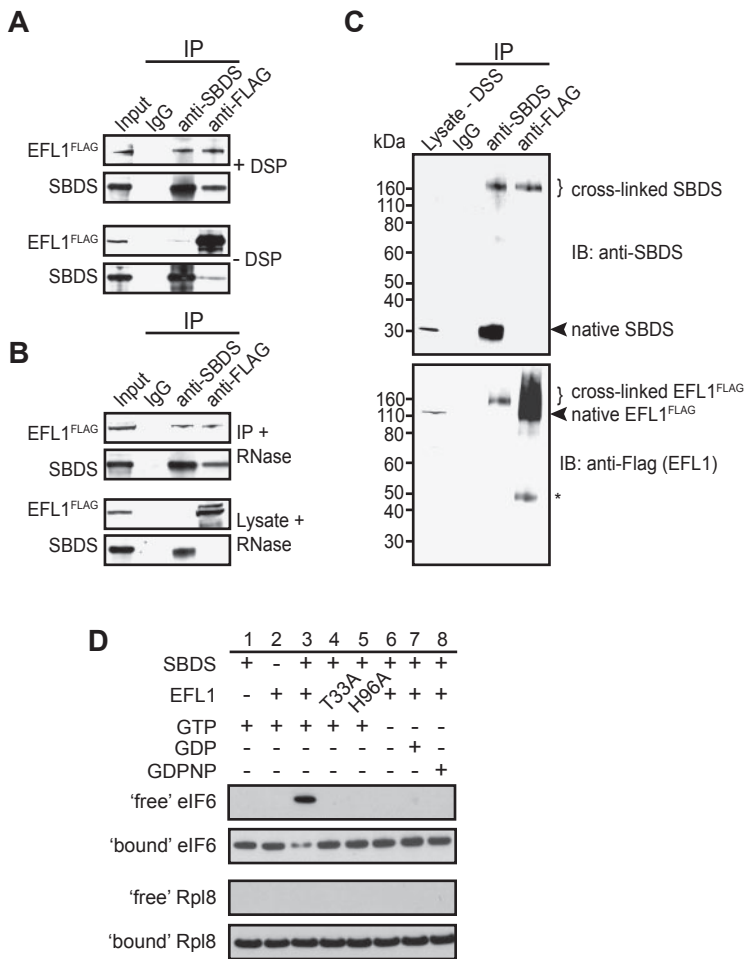 A
IP
Input
IgG
anti-SBDS
anti-FLAG
EFL1FLAG
+ DSP
SBDS
EFL1FLAG
- DSP
SBDS
B
IP
Input
IgG
anti-SBDS
anti-FLAG
EFL1FLAG
IP +
SBDS
RNase
EFL1FLAG
Lysate +
SBDS
RNase
C
IP
Lysate - DSS
IgG
anti-SBDS
anti-FLAG
kDa
160
} cross-linked SBDS
110
80
60
IB: anti-SBDS
50
40
30
native SBDS
160
} cross-linked EFL1FLAG
110
native EFL1FLAG
80
60
IB: anti-Flag (EFL1)
50
*
40
30
D
1 2 3 4 5 6 7 8
SBDS + - + + + + + +
EFL1 - + + T33A H96A + + +
GTP + + + + + - - -
GDP - - - - - - + -
GDPNP - - - - - - - +
‘free’ eIF6
‘bound’ eIF6
‘free’ Rpl8
‘bound’ Rpl8